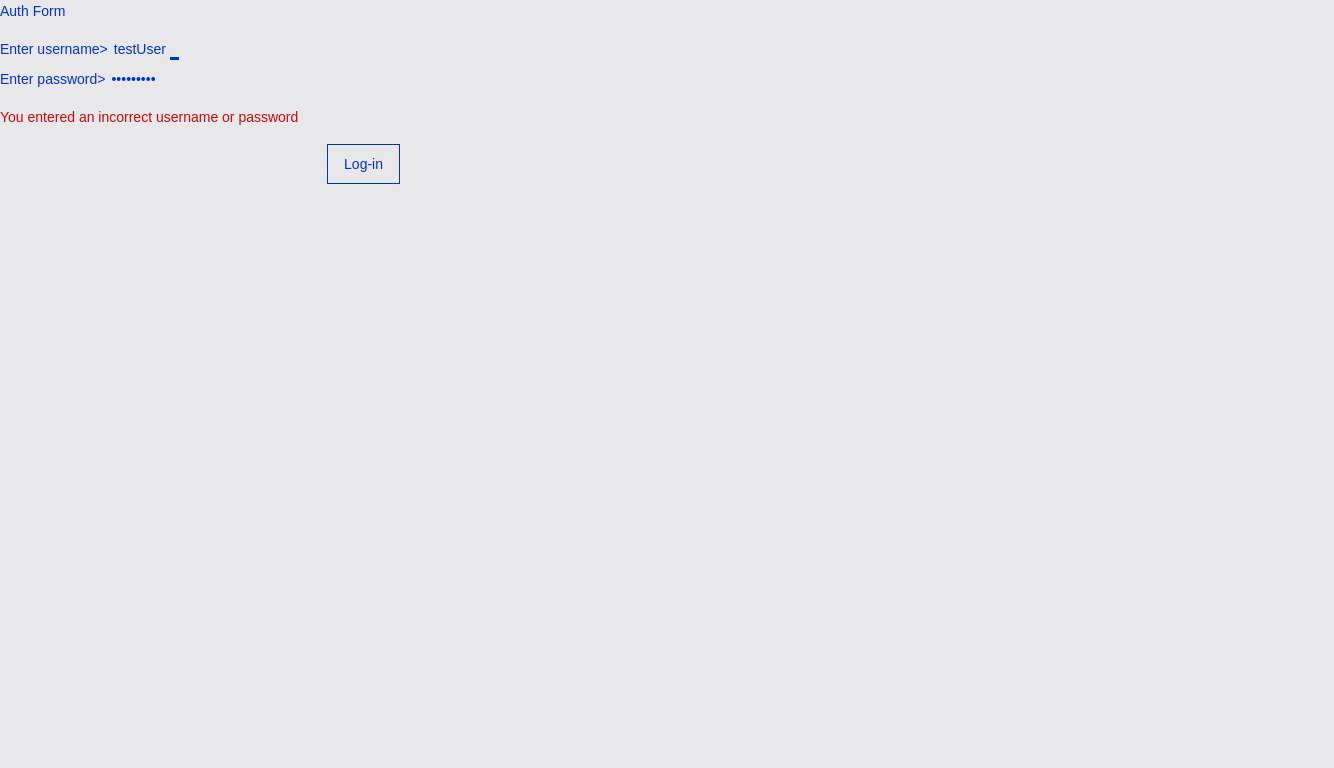 Auth Form
Enter username> testUser
Enter password> •••••••••
You entered an incorrect username or password
Log-in